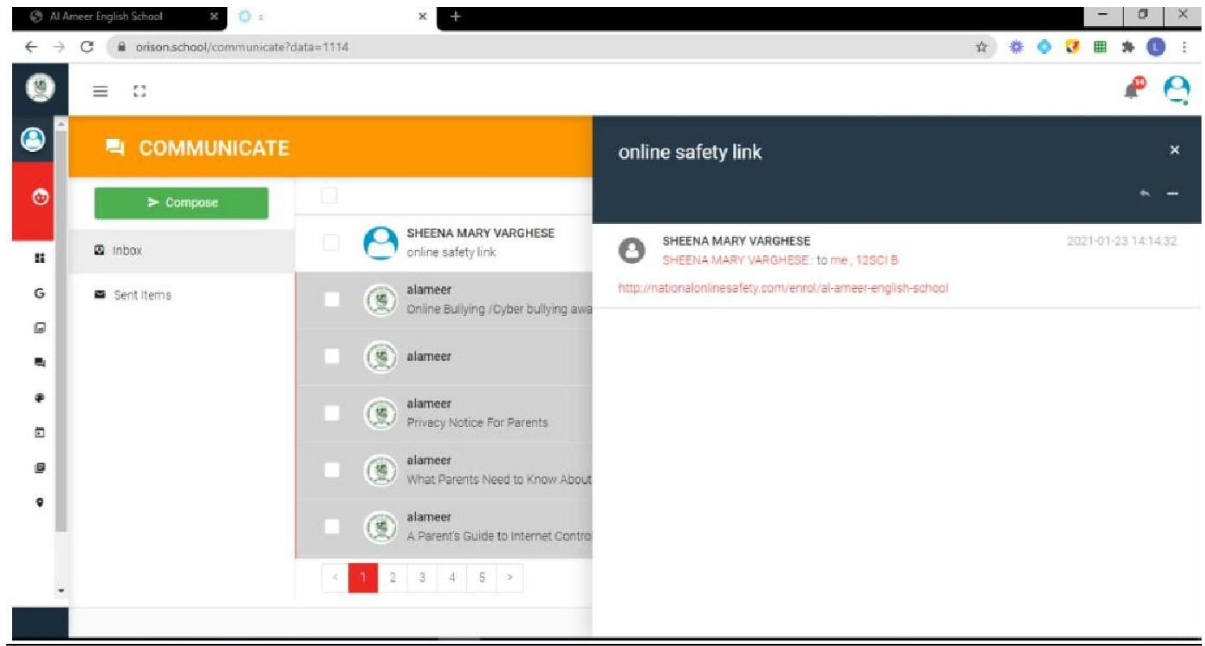 Al Ameer English School
orison.school/communicate?data=1114
L
COMMUNICATE
Compose
Inbox
Sent Items
G
SHEENA MARY VARGHESE
online safety link
alameer
Online Bullying /Cyber bullying awa
alameer
alameer
Privacy Notice For Parents
alameer
What Parents Need to Know About
alameer
A Parent's Guide to Internet Contro
< 1 2 3 4 5 >
online safety link
SHEENA MARY VARGHESE
2021-01-23 14:14:32
SHEENA MARY VARGHESE : to me , 12SCI B
http://nationalonlinesafety.com/enrol/al-ameer-english-school